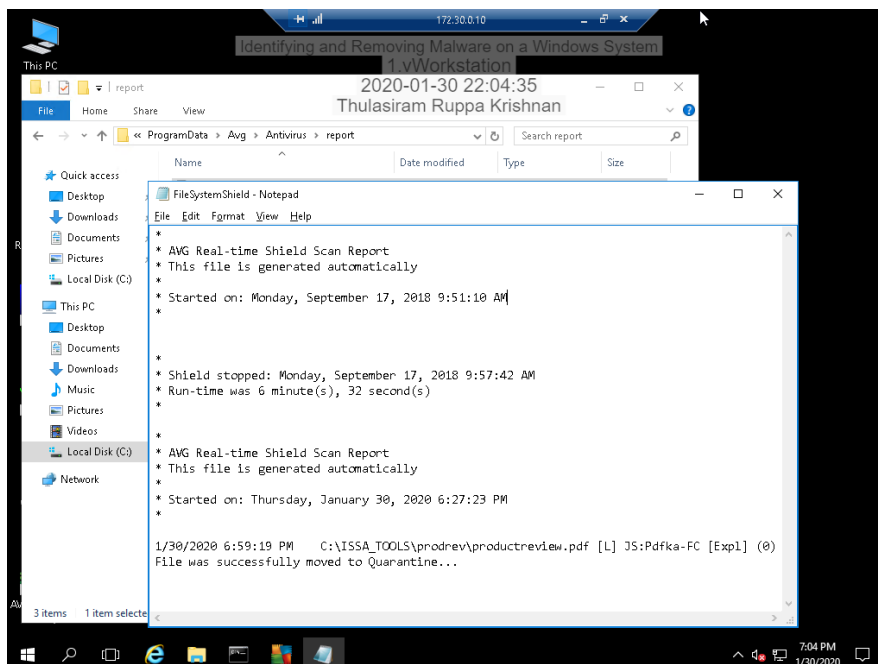 172.30.0.10
Identifying and Removing Malware on a Windows System
1.vWorkstation
2020-01-30 22:04:35
Thulasiram Ruppa Krishnan
This PC
report
File Home Share View
« ProgramData > Avg > Antivirus > report
Search report
Name Date modified Type Size
Quick access
Desktop
Downloads
Documents
Pictures
Local Disk (C:)
This PC
Desktop
Documents
Downloads
Music
Pictures
Videos
Local Disk (C:)
Network
3 items 1 item selecte
FileSystemShield - Notepad
File Edit Format View Help
*
* AVG Real-time Shield Scan Report
* This file is generated automatically
*
* Started on: Monday, September 17, 2018 9:51:10 AM
*
*
* Shield stopped: Monday, September 17, 2018 9:57:42 AM
* Run-time was 6 minute(s), 32 second(s)
*
*
* AVG Real-time Shield Scan Report
* This file is generated automatically
*
* Started on: Thursday, January 30, 2020 6:27:23 PM
*
1/30/2020 6:59:19 PM C:\ISSA_TOOLS\prodrev\productreview.pdf [L] JS:Pdfka-FC [Expl] (0)
File was successfully moved to Quarantine...
7:04 PM
1/30/2020